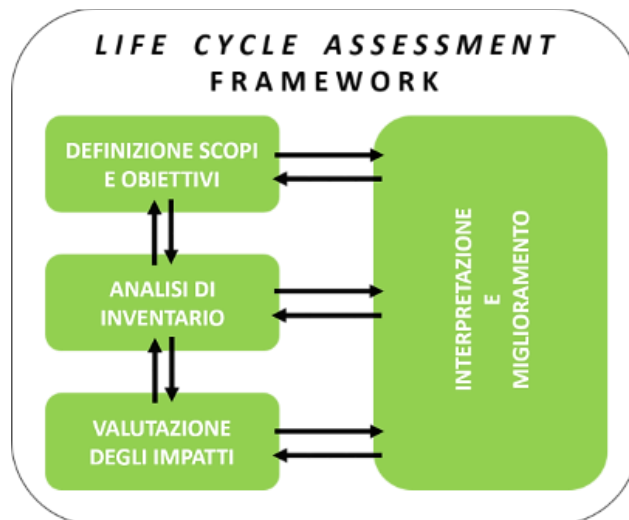 LIFE CYCLE ASSESSMENT
FRAMEWORK
DEFINIZIONE SCOPI
E OBIETTIVI
ANALISI DI
INVENTARIO
VALUTAZIONE
DEGLI IMPATTI
INTERPRETAZIONE
E
MIGLIORAMENTO